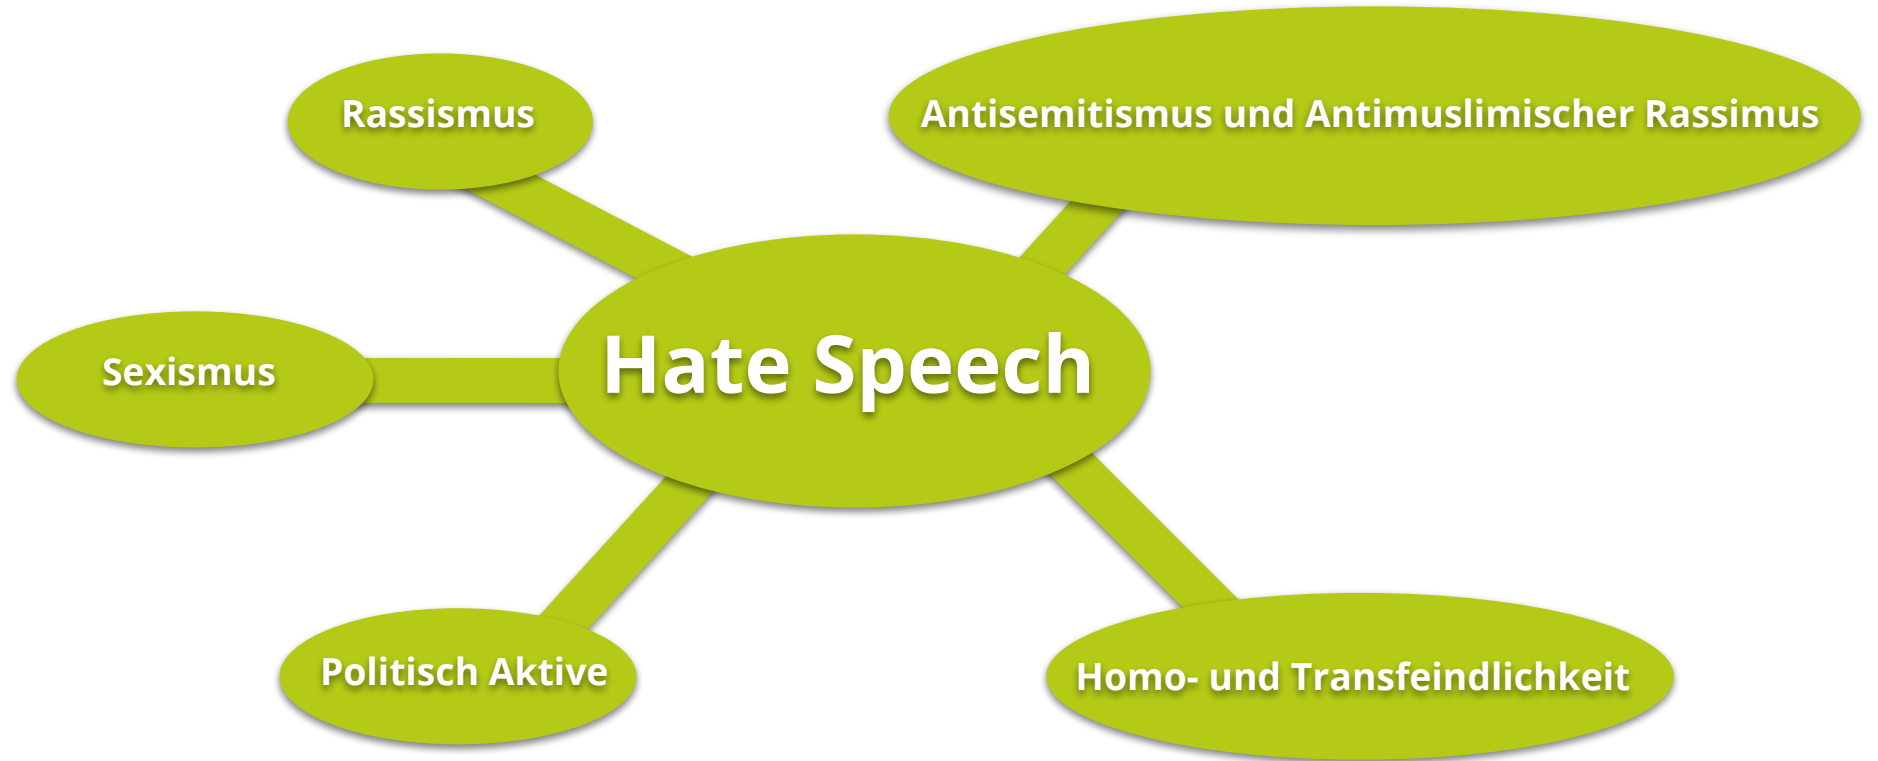 Rassismus
Antisemitismus und Antimuslimischer Rassimus
Hate Speech
Sexismus
Politisch Aktive
Homo- und Transfeindlichkeit